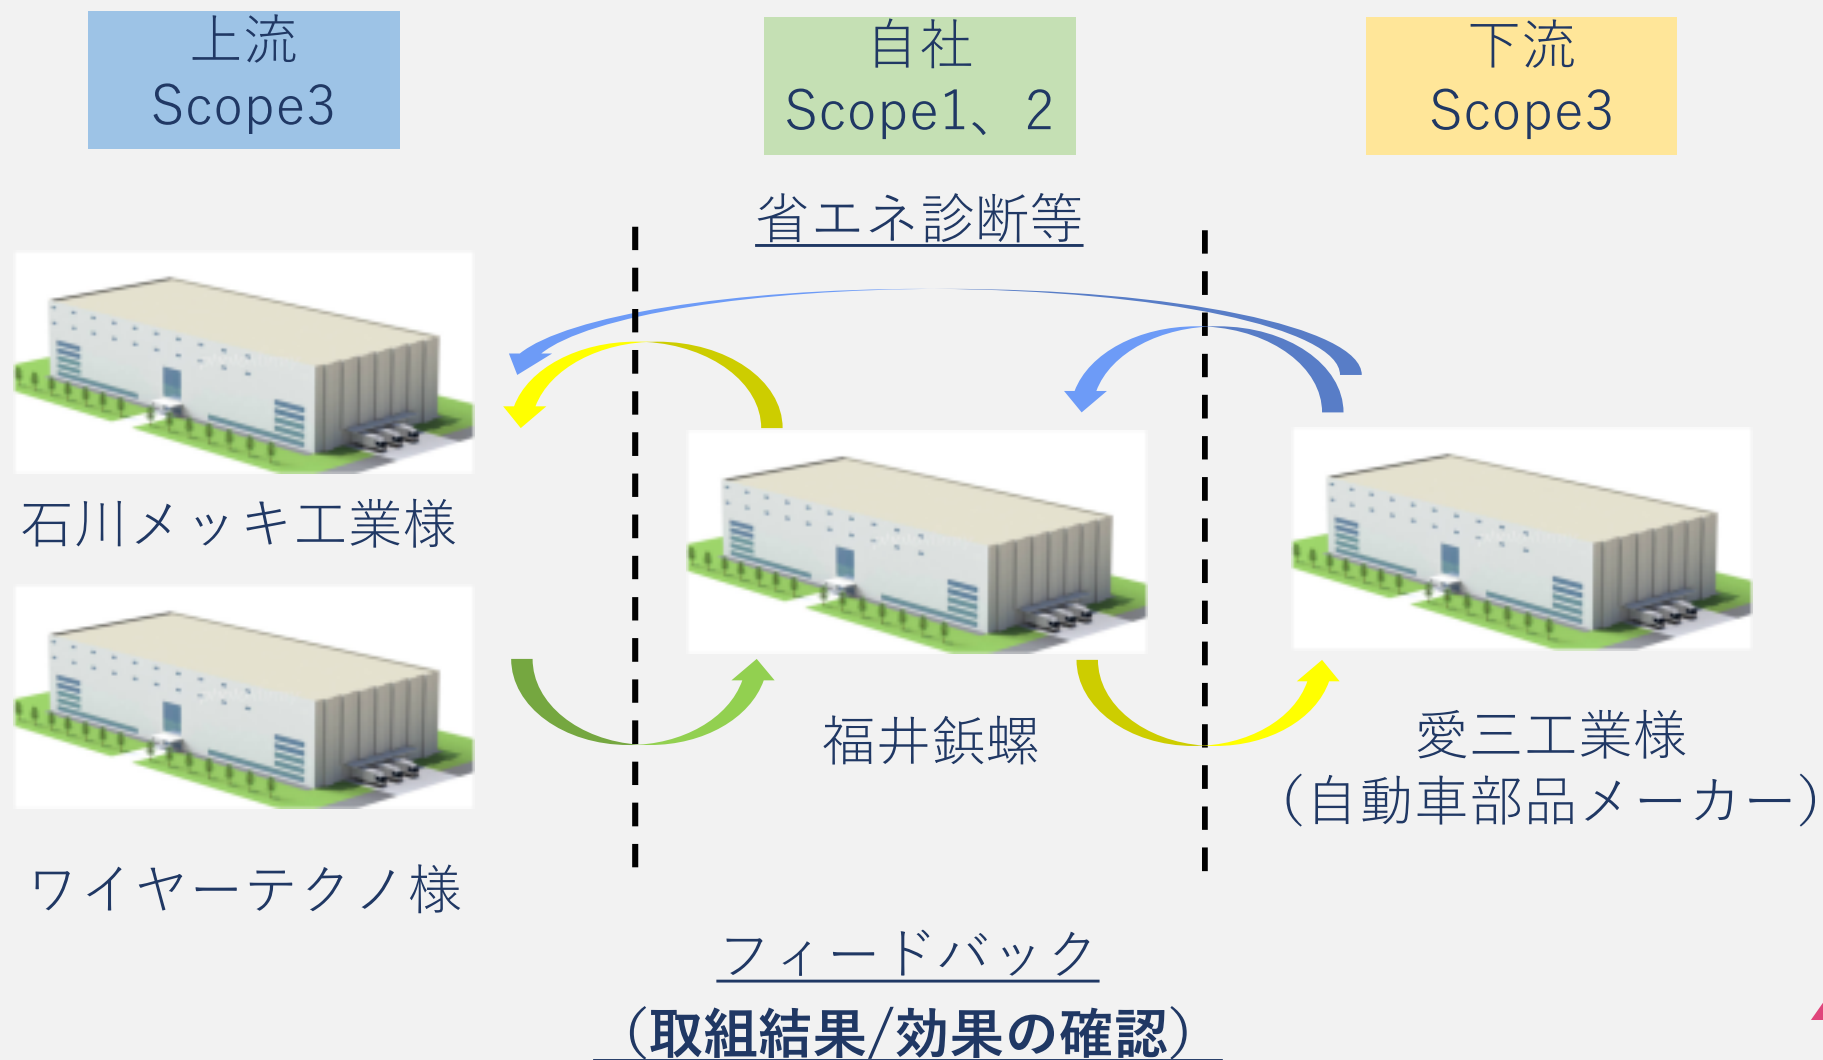 上流
Scope3
自社
Scope1、2
下流
Scope3
省エネ診断等
石川メッキ工業様
ワイヤーテクノ様
福井鋲螺
愛三工業様
（自動車部品メーカー）
フィードバック
（取組結果/効果の確認）